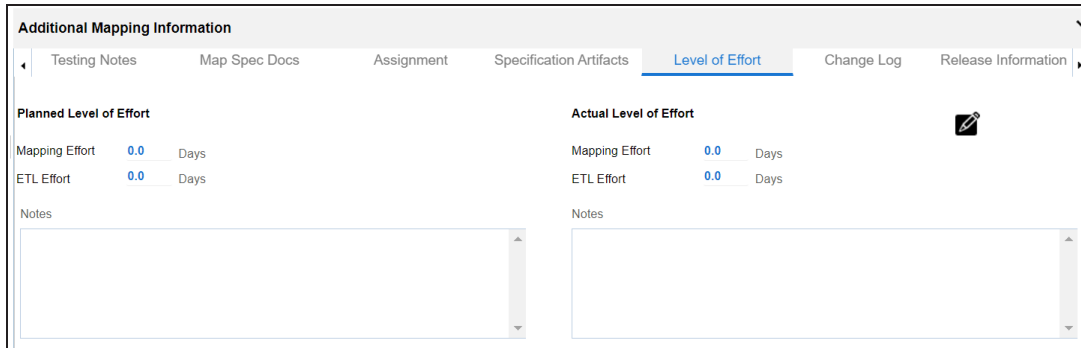 Additional Mapping Information
Testing Notes Map Spec Docs Assignment Specification Artifacts Level of Effort Change Log Release Information
Planned Level of Effort Actual Level of Effort
Mapping Effort 0.0 Days Mapping Effort 0.0 Days
ETL Effort 0.0 Days ETL Effort 0.0 Days
Notes Notes